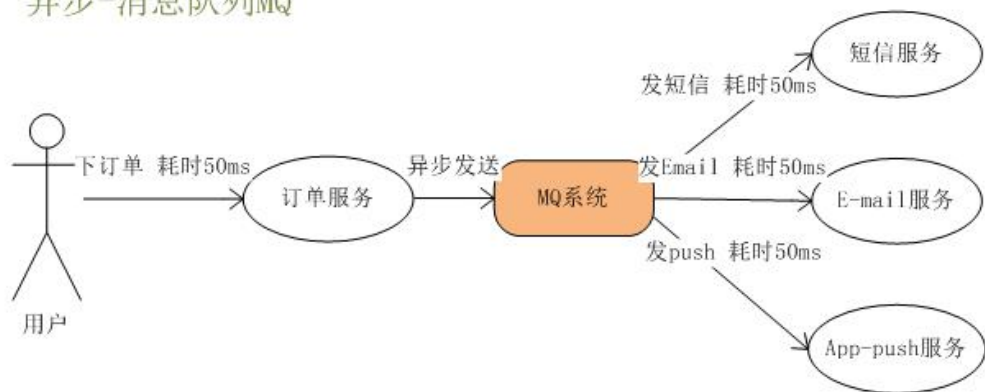 异步-消息队列MQ
短信服务
发短信 耗时50ms
下订单 耗时50ms
异步发送
发Email 耗时50ms
订单服务
MQ系统
E-mail服务
发push 耗时50ms
用户
App-push服务